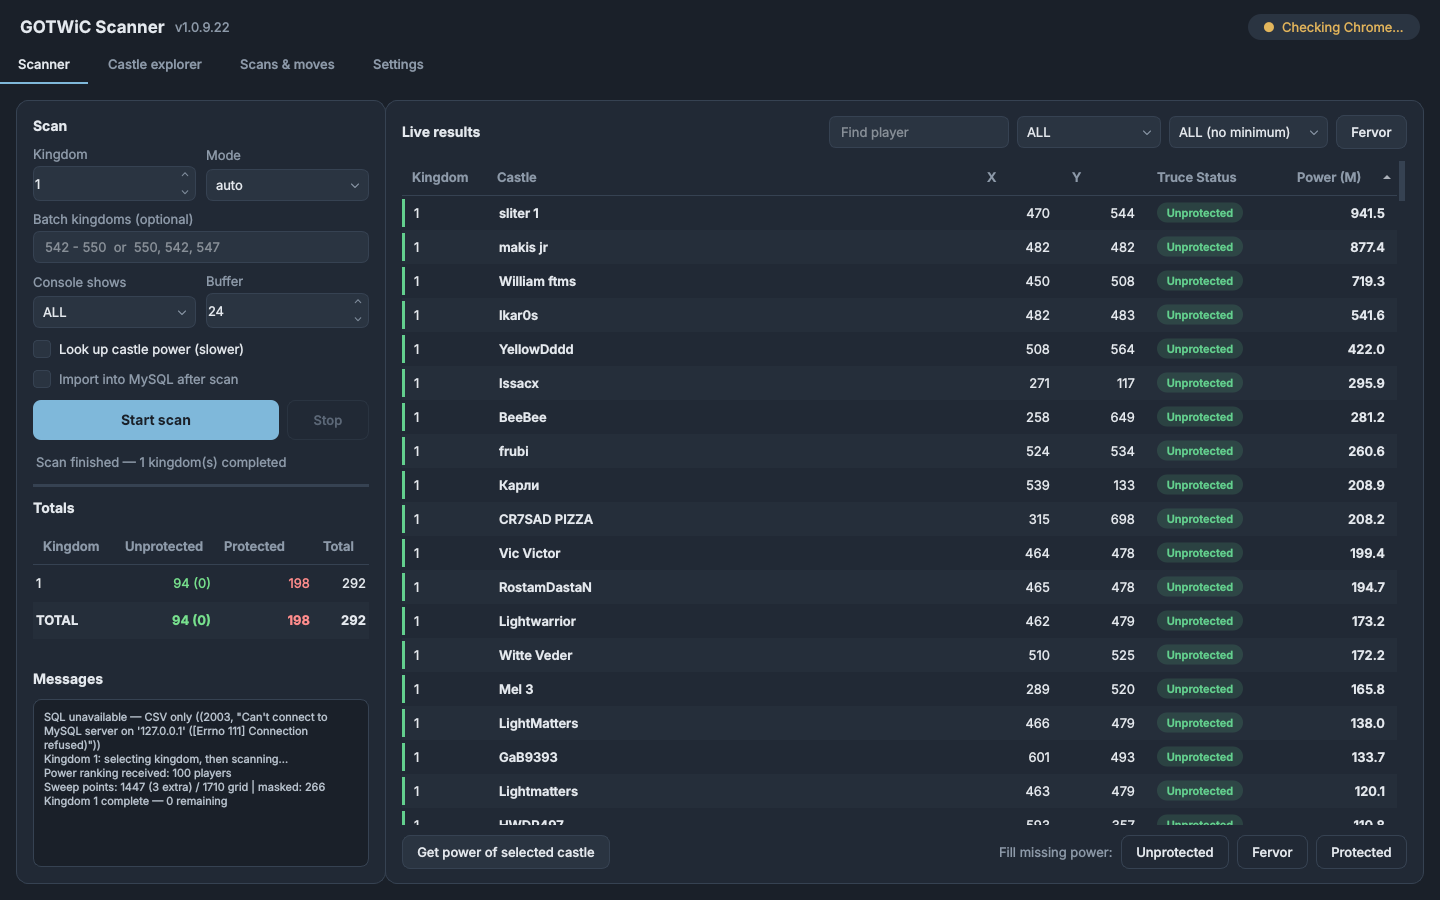 GOTWiC Scanner v1.0.9.22
Checking Chrome...
Scanner Castle explorer Scans & moves Settings
Scan
Kingdom Mode
1 auto
Batch kingdoms (optional)
542 - 550 or 550, 542, 547
Console shows Buffer
ALL 24
Look up castle power (slower)
Import into MySQL after scan
Start scan Stop
Scan finished — 1 kingdom(s) completed
Totals
Kingdom Unprotected Protected Total
1 94 (0) 198 292
TOTAL 94 (0) 198 292
Messages
SQL unavailable — CSV only ((2003, "Can't connect to
MySQL server on '127.0.0.1' ([Errno 111] Connection
refused)"))
Kingdom 1: selecting kingdom, then scanning...
Power ranking received: 100 players
Sweep points: 1447 (3 extra) / 1710 grid | masked: 266
Kingdom 1 complete — 0 remaining
Live results Find player ALL ALL (no minimum) Fervor
Kingdom Castle X Y Truce Status Power (M)
1 sliter 1 470 544 Unprotected 941.5
1 makis jr 482 482 Unprotected 877.4
1 William ftms 450 508 Unprotected 719.3
1 Ikar0s 482 483 Unprotected 541.6
1 YellowDddd 508 564 Unprotected 422.0
1 Issacx 271 117 Unprotected 295.9
1 BeeBee 258 649 Unprotected 281.2
1 frubi 524 534 Unprotected 260.6
1 Карли 539 133 Unprotected 208.9
1 CR7SAD PIZZA 315 698 Unprotected 208.2
1 Vic Victor 464 478 Unprotected 199.4
1 RostamDastaN 465 478 Unprotected 194.7
1 Lightwarrior 462 479 Unprotected 173.2
1 Witte Veder 510 525 Unprotected 172.2
1 Mel 3 289 520 Unprotected 165.8
1 LightMatters 466 479 Unprotected 138.0
1 GaB9393 601 493 Unprotected 133.7
1 Lightmatters 463 479 Unprotected 120.1
1 Unprotected
Get power of selected castle Fill missing power: Unprotected Fervor Protected